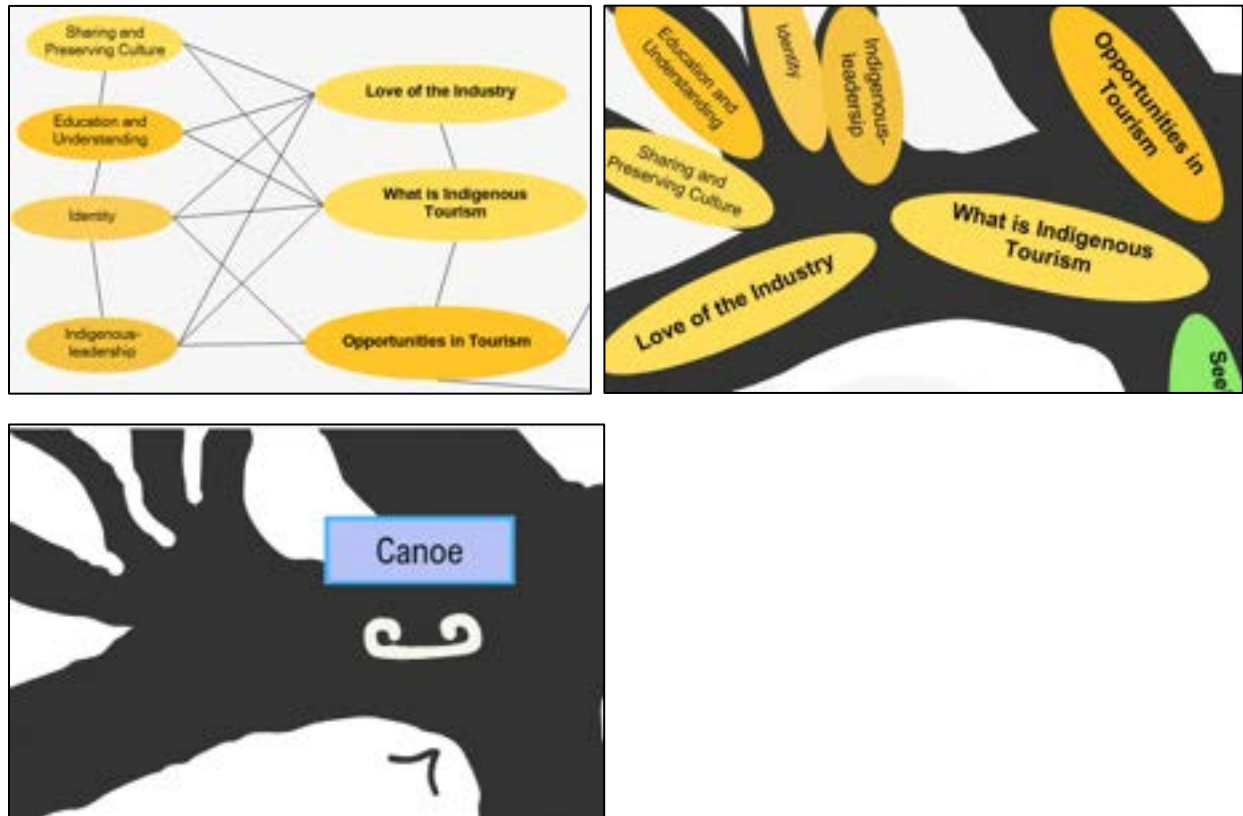 Sharing and
Preserving Culture
Love of the Industry
Education and
Understanding
What is Indigenous
Tourism
Identity
Indigenous-
leadership
Opportunities in Tourism
Education and
Understanding
Identity
Indigenous-
leadersip
Opportunities in
Tourism
Sharing and
Preserving Culture
What is Indigenous
Tourism
Love of the Industry
See
Canoe